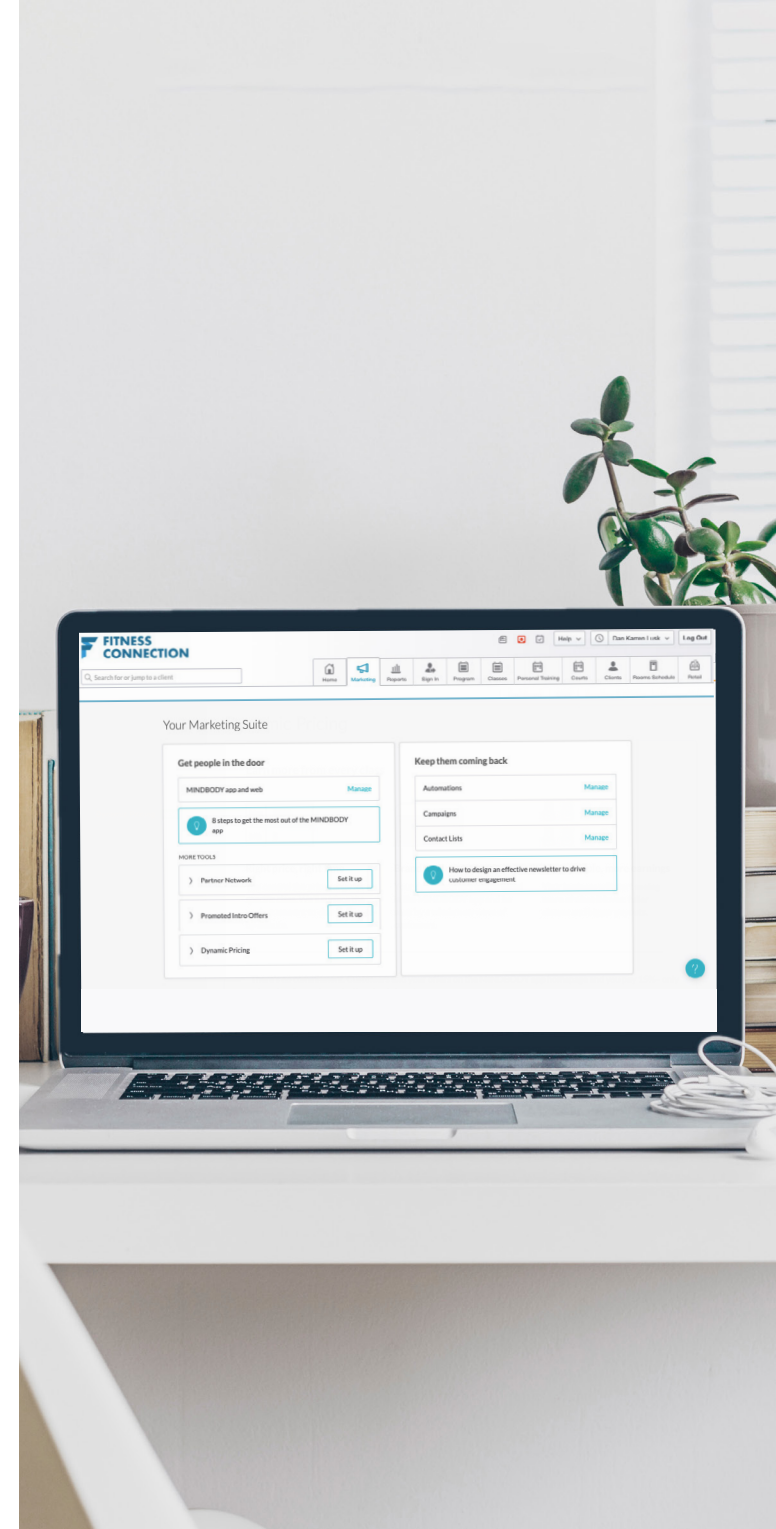 FITNESS
CONNECTION
Help
Log Out
Search for or jump to a client
Home
Marketing
Reports
Sign In
Program
Classes
Personal Training
Courts
Clients
Rooms Schedule
Retail
Your Marketing Suite
Get people in the door
MINDBODY app and web Manage
8 steps to get the most out of the MINDBODY
app
MORE TOOLS
Partner Network Set it up
Promoted Intro Offers Set it up
Dynamic Pricing Set it up
Keep them coming back
Automations Manage
Campaigns Manage
Contact Lists Manage
How to design an effective newsletter to drive
customer engagement
?